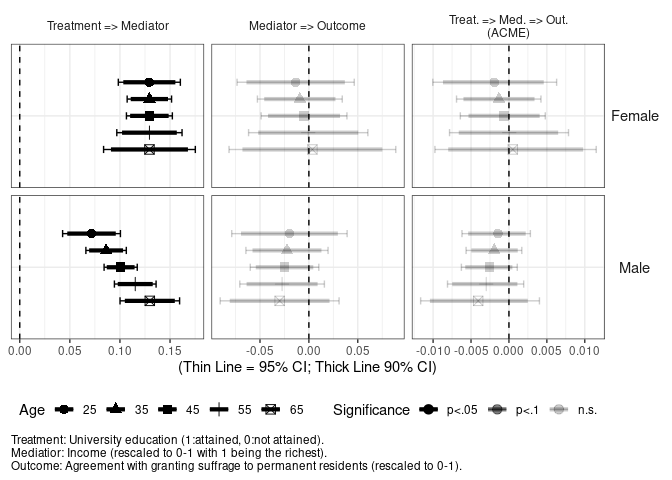 Treatment => Mediator
Mediator => Outcome
Treat. => Med. => Out.
(ACME)
Female
Male
0.00 0.05 0.10 0.15
-0.05 0.00 0.05
-0.010 -0.005 0.000 0.005 0.010
(Thin Line = 95% CI; Thick Line 90% CI)
Age 25 35 45 55 65 Significance p<.05 p<.1 n.s.
Treatment: University education (1:attained, 0:not attained).
Mediatior: Income (rescaled to 0-1 with 1 being the richest).
Outcome: Agreement with granting suffrage to permanent residents (rescaled to 0-1).